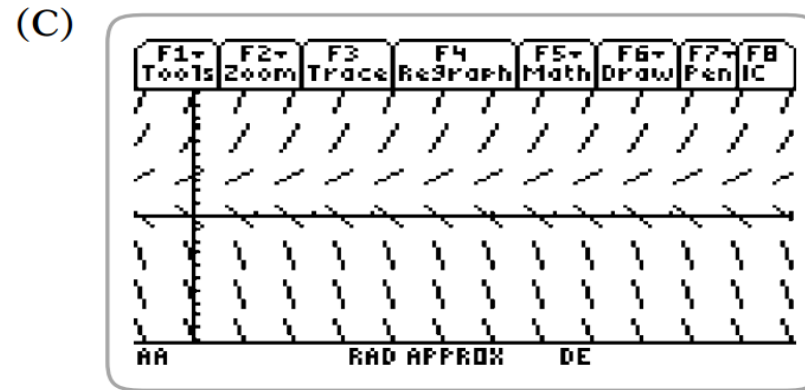 (C)
F1 F2 F3 F4 F5 F6 F7 F8
Tools Zoom Trace ReGraph Math Draw Pen IC
AA RAD APPROX DE